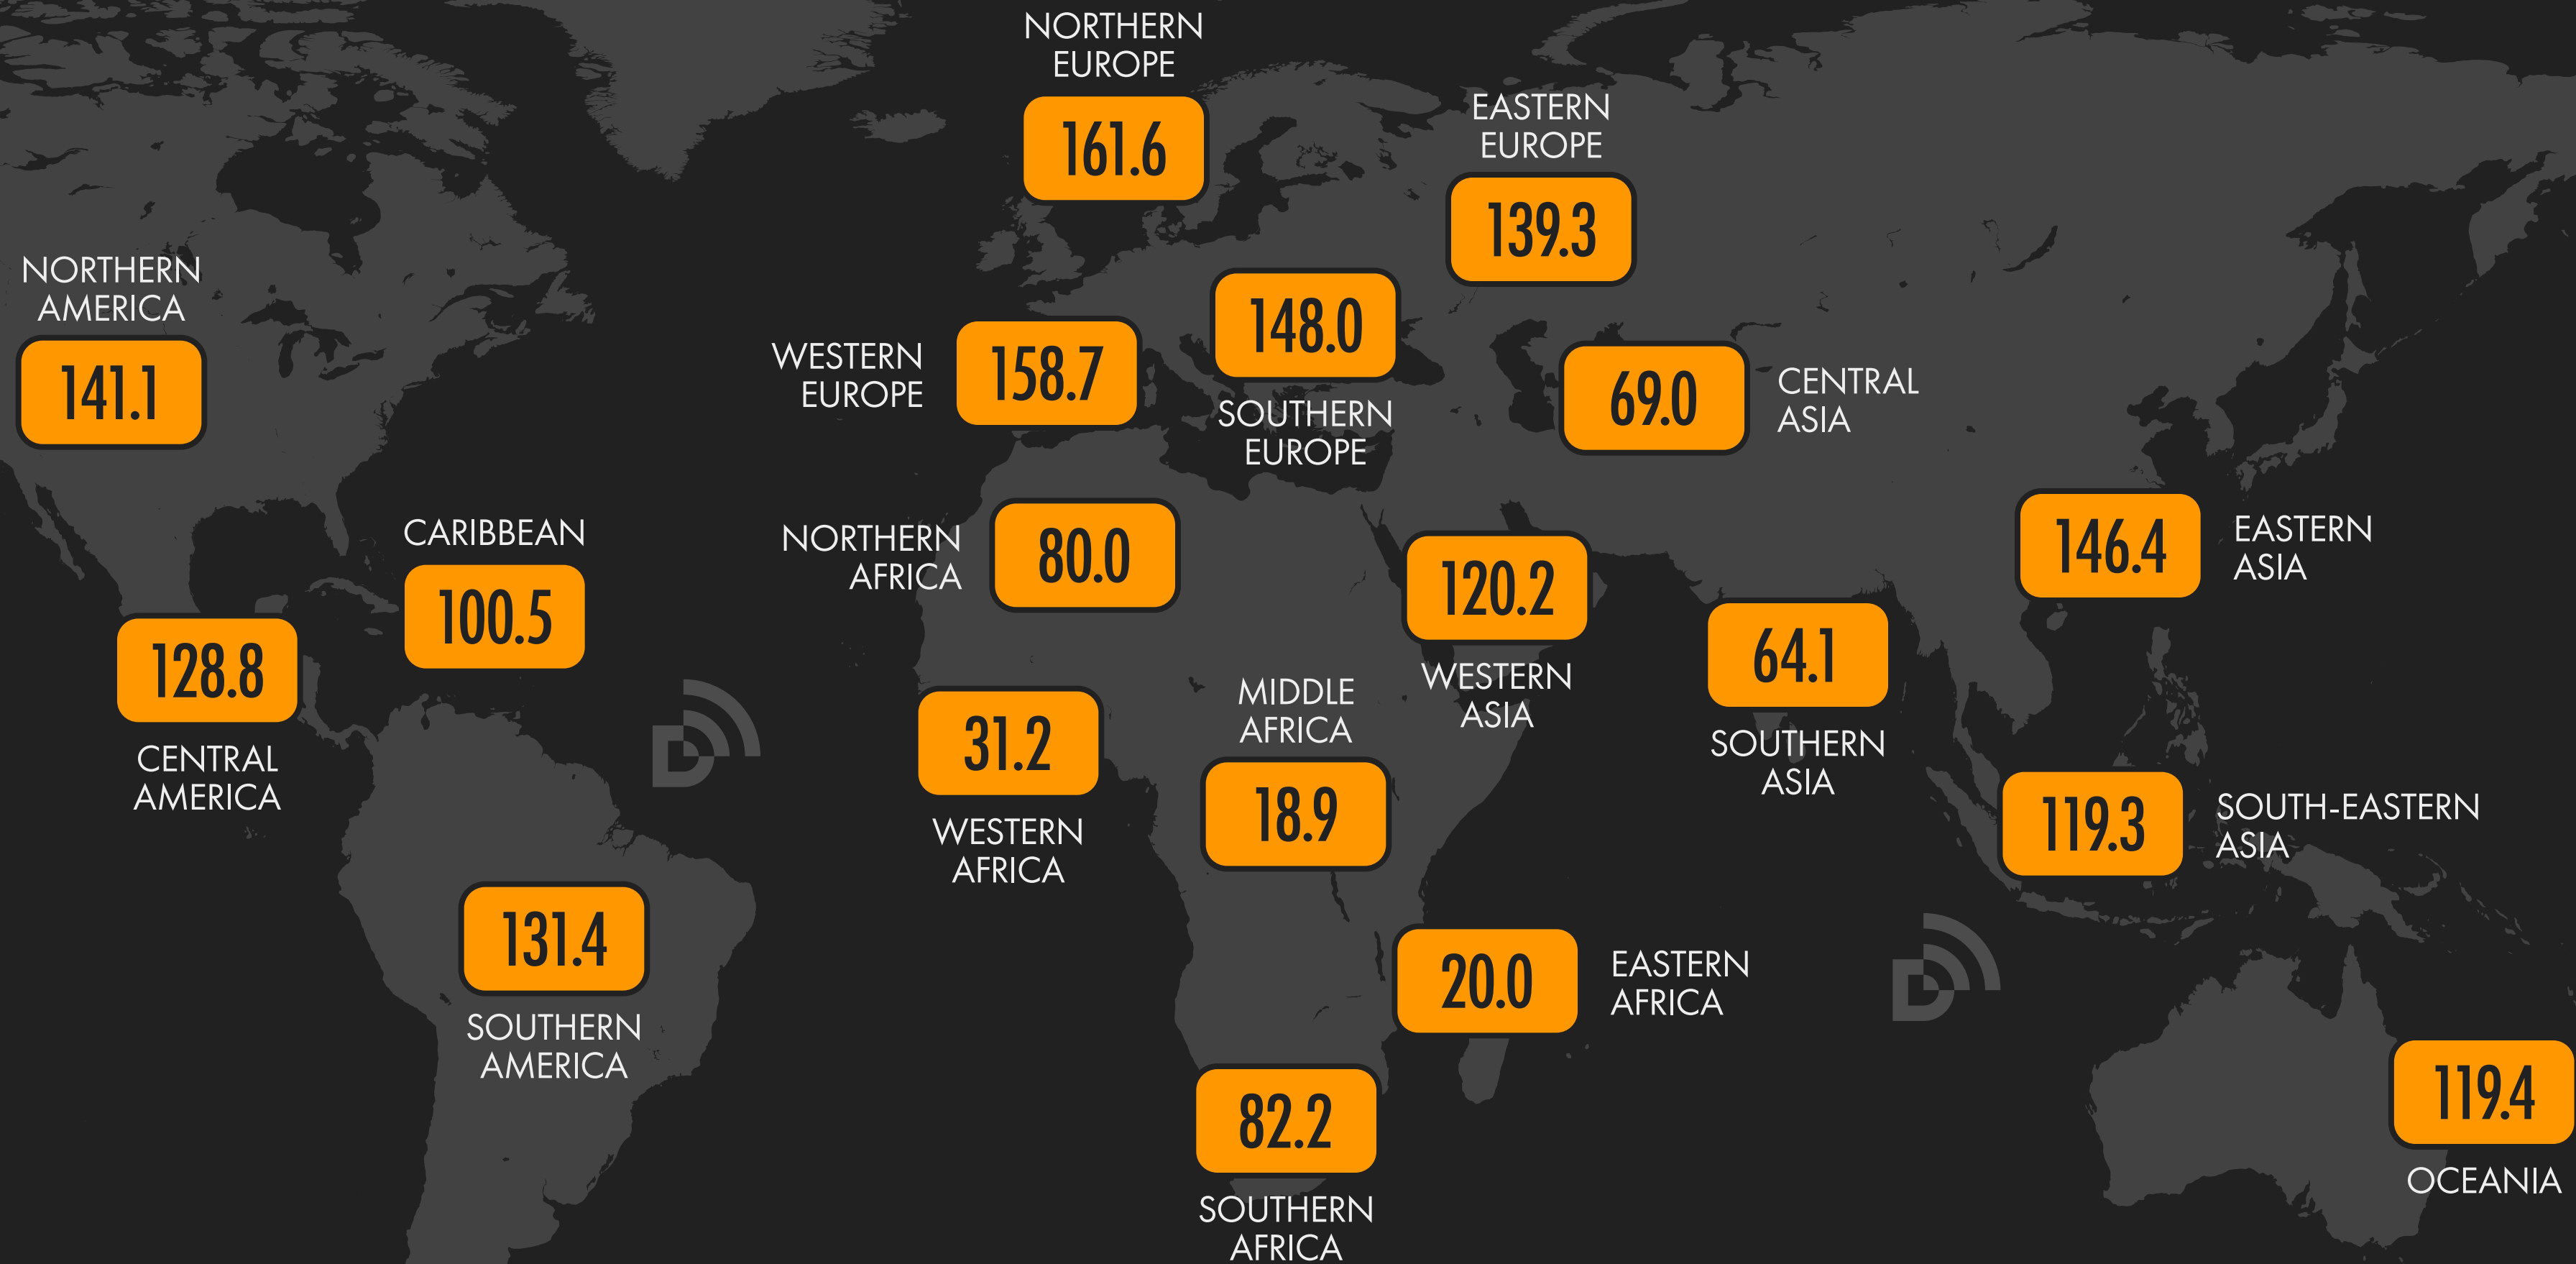 NORTHERN
EUROPE
161.6
EASTERN
EUROPE
139.3
NORTHERN
AMERICA
141.1
148.0
SOUTHERN
EUROPE
WESTERN
EUROPE
158.7
69.0
CENTRAL
ASIA
CARIBBEAN
100.5
NORTHERN
AFRICA
80.0
120.2
WESTERN
ASIA
146.4
EASTERN
ASIA
128.8
CENTRAL
AMERICA
64.1
SOUTHERN
ASIA
31.2
WESTERN
AFRICA
MIDDLE
AFRICA
18.9
119.3
SOUTH-EASTERN
ASIA
131.4
SOUTHERN
AMERICA
20.0
EASTERN
AFRICA
82.2
SOUTHERN
AFRICA
119.4
OCEANIA